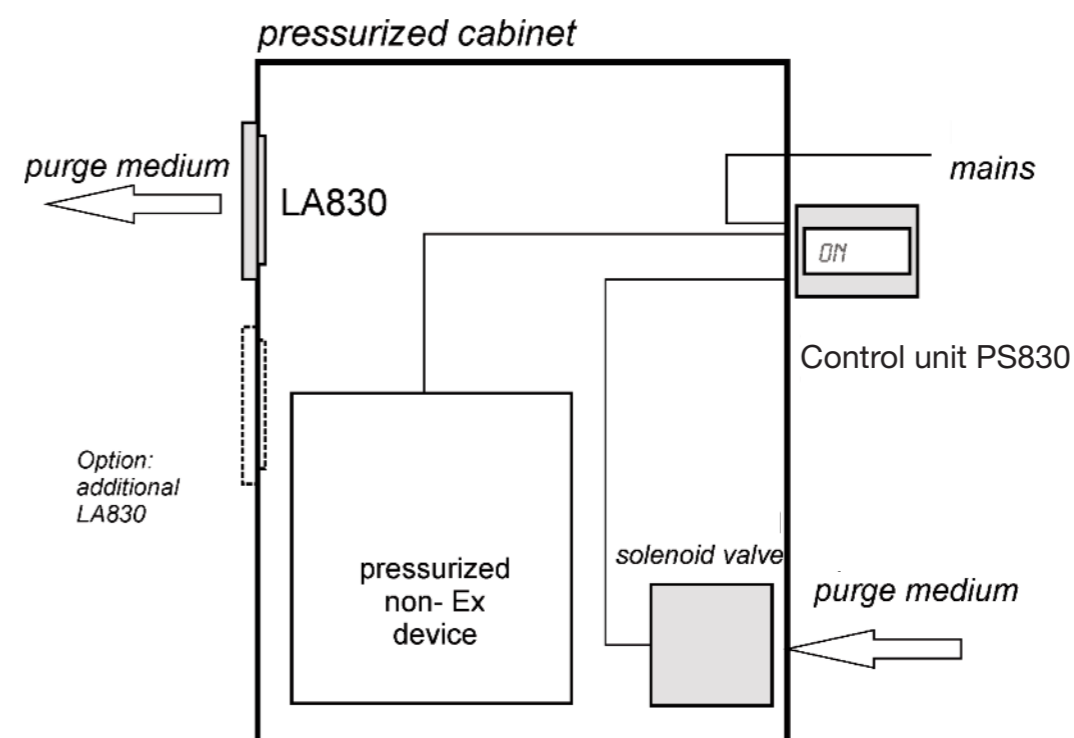 pressurized cabinet
purge medium
LA830
mains
ON
Control unit PS830
Option:
additional
LA830
pressurized
non- Ex
device
solenoid valve
purge medium